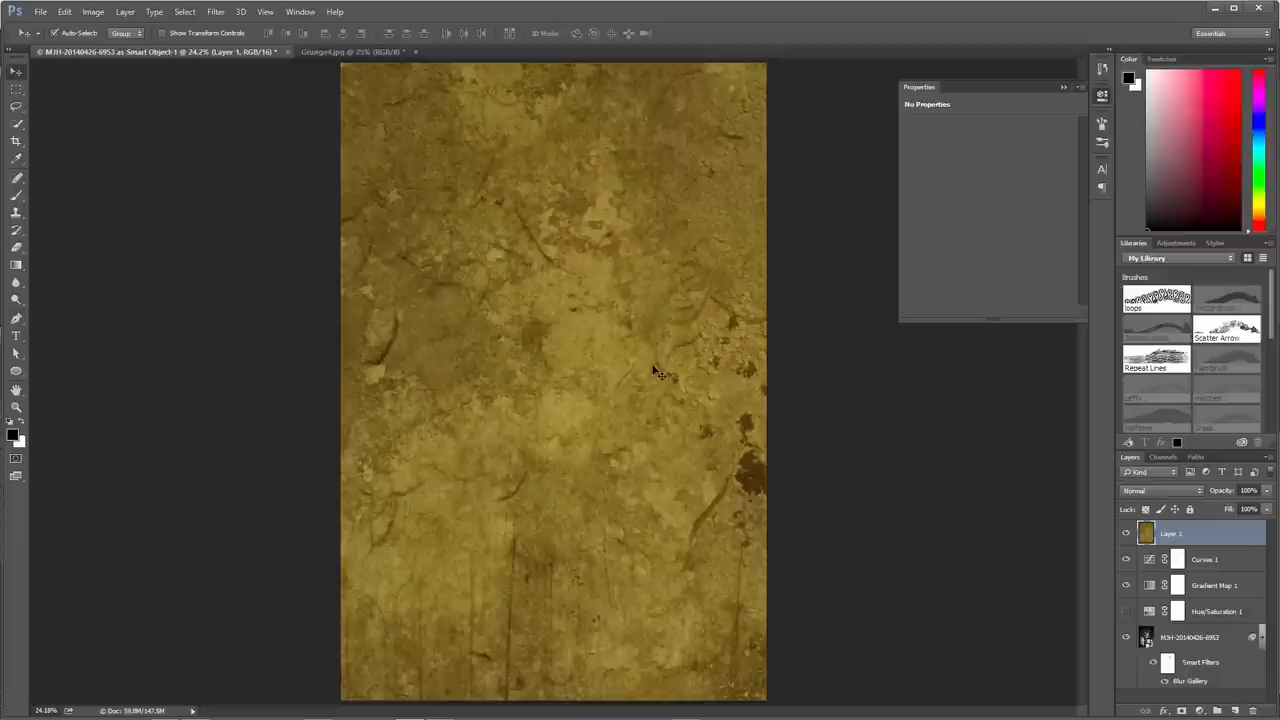 Ps File Edit Image Layer Type Select Filter 3D View Window Help
Auto-Select: Group Show Transform Controls 3D Mode: Essentials
© MJH-20140426-6953 as Smart Object-1 @ 24.2% (Layer 1, RGB/16) * × Grunge4.jpg @ 25% (RGB/8) * ×
Color Swatches
Properties
No Properties
Libraries Adjustments Styles
My Library
Brushes
loops
Scatter Arrow
Repeat Lines
Layers Channels Paths
Kind
Normal Opacity: 100%
Lock: Fill: 100%
Layer 1
Curves 1
Gradient Map 1
Hue/Saturation 1
MJH-20140426-6953
Smart Filters
Blur Gallery
24.18% Doc: 59.8M/147.5M